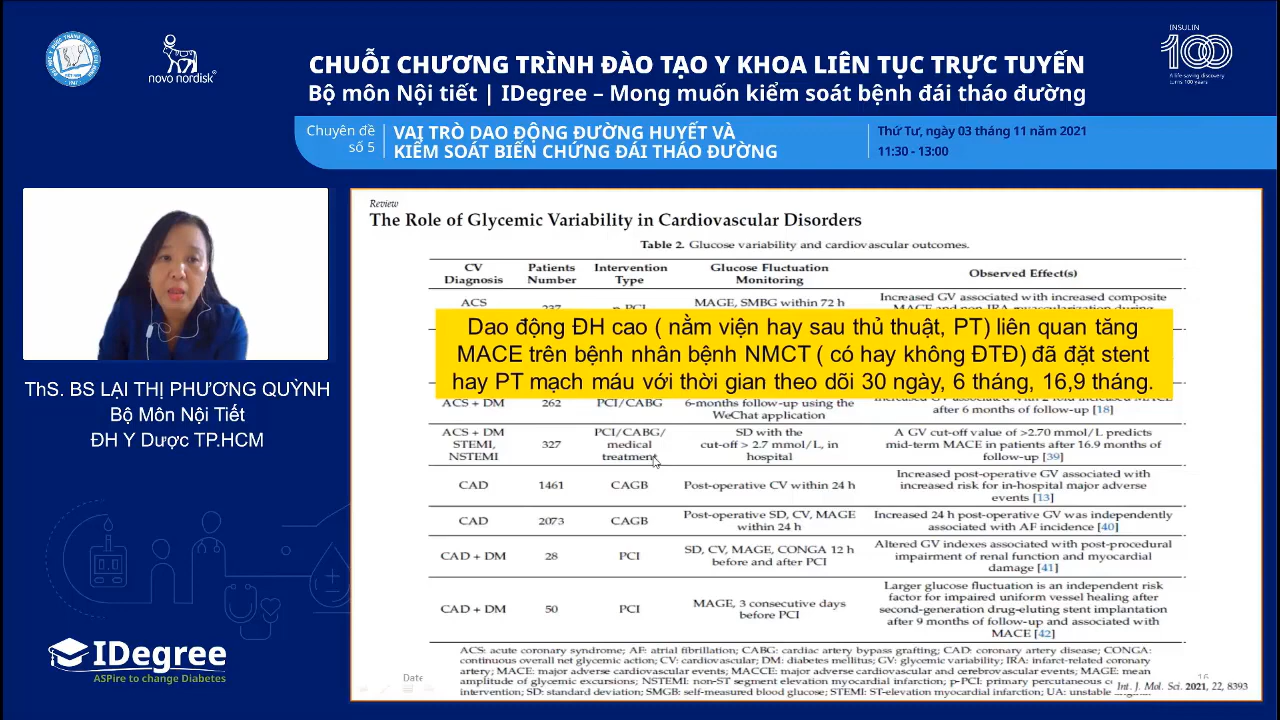 novo nordisk
INSULIN
100
A life-saving discovery
turns 100 years
CHUỖI CHƯƠNG TRÌNH ĐÀO TẠO Y KHOA LIÊN TỤC TRỰC TUYẾN
Bộ môn Nội tiết | IDegree – Mong muốn kiểm soát bệnh đái tháo đường
Chuyên đề
số 5
VAI TRÒ DAO ĐỘNG ĐƯỜNG HUYẾT VÀ
KIỂM SOÁT BIẾN CHỨNG ĐÁI THÁO ĐƯỜNG
Thứ Tư, ngày 03 tháng 11 năm 2021
11:30 - 13:00
ThS. BS LẠI THỊ PHƯƠNG QUỲNH
Bộ Môn Nội Tiết
ĐH Y Dược TP.HCM
IDegree
ASPire to change Diabetes
Review
The Role of Glycemic Variability in Cardiovascular Disorders
Table 2. Glucose variability and cardiovascular outcomes.
CV Diagnosis Patients Number Intervention Type Glucose Fluctuation Monitoring Observed Effect(s)
ACS 237 p-PCI MAGE, SMBG within 72 h Increased GV associated with increased composite
Dao động ĐH cao ( nằm viện hay sau thủ thuật, PT) liên quan tăng
MACE trên bệnh nhân bệnh NMCT ( có hay không ĐTĐ) đã đặt stent
hay PT mạch máu với thời gian theo dõi 30 ngày, 6 tháng, 16,9 tháng.
ACS + DM 262 PCI/CABG 6-months follow-up using the
WeChat application after 6 months of follow-up [18]
ACS + DM PCI/CABG/ SD with the A GV cut-off value of >2.70 mmol/L predicts
STEMI, 327 medical cut-off > 2.7 mmol/L, in mid-term MACE in patients after 16.9 months of
NSTEMI treatment hospital follow-up [39]
Increased post-operative GV associated with
CAD 1461 CAGB Post-operative CV within 24 h increased risk for in-hospital major adverse
events [13]
CAD 2073 CAGB Post-operative SD, CV, MAGE within 24 h Increased 24 h post-operative GV was independently
associated with AF incidence [40]
CAD + DM 28 PCI SD, CV, MAGE, CONGA 12 h before and after PCI Altered GV indexes associated with post-procedural
impairment of renal function and myocardial
damage [41]
Larger glucose fluctuation is an independent risk
factor for impaired uniform vessel healing after
CAD + DM 50 PCI MAGE, 3 consecutive days before PCI second-generation drug-eluting stent implantation
after 9 months of follow-up and associated with
MACE [42]
ACS: acute coronary syndrome; AF: atrial fibrillation; CABG: cardiac artery bypass grafting; CAD: coronary artery disease; CONGA:
continuous overall net glycemic action; CV: cardiovascular; DM: diabetes mellitus; GV: glycemic variability; IRA: infarct-related coronary
artery; MACE: major adverse cardiovascular events; MACCE: major adverse cardiovascular and cerebrovascular events; MAGE: mean
amplitude of glycemic excursions; NSTEMI: non-ST segment elevation myocardial infarction; p-PCI: primary percutaneous
intervention; SD: standard deviation; SMGB: self-measured blood glucose; STEMI: ST-elevation myocardial infarction; UA: unstable
Date
16
Int. J. Mol. Sci. 2021, 22, 8393